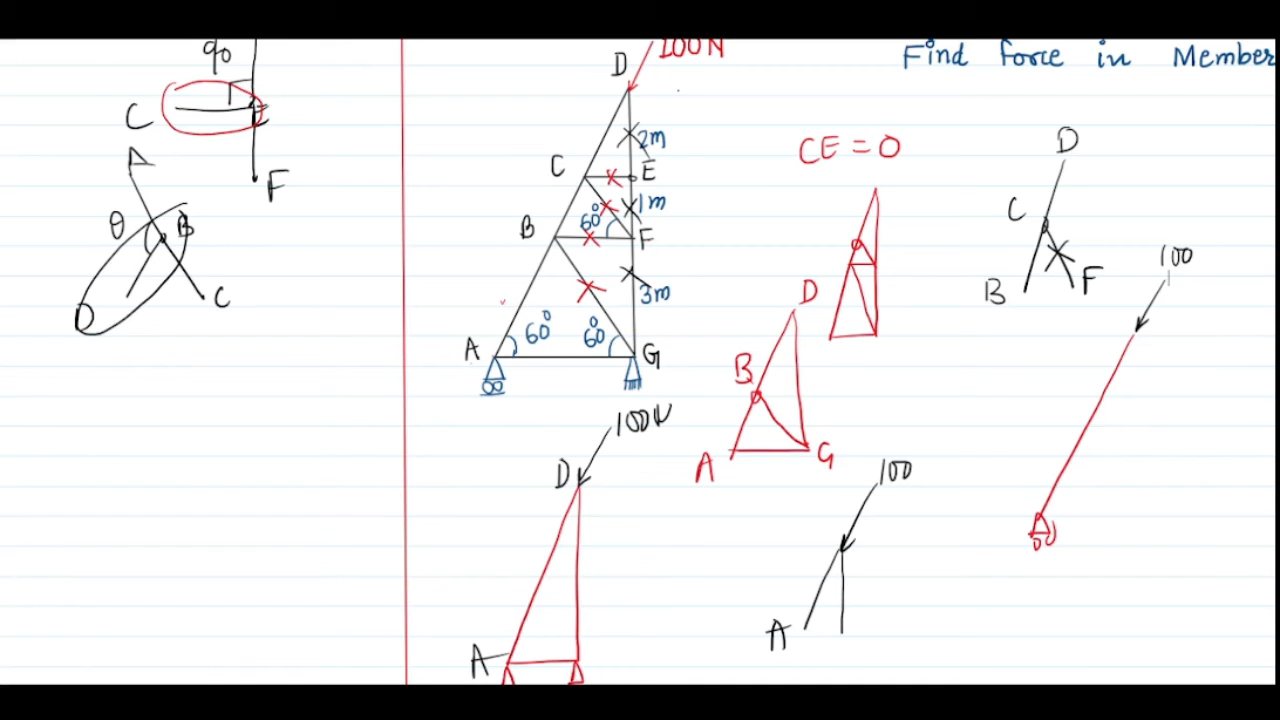 Find force in Member
90
C
F
A
θ
B
D
C
D
100N
2m
C
E
1m
60°
B
F
3m
60°
60°
A
G
CE = 0
D
C
B
F
100
D
B
A
G
100N
D
A
100
A